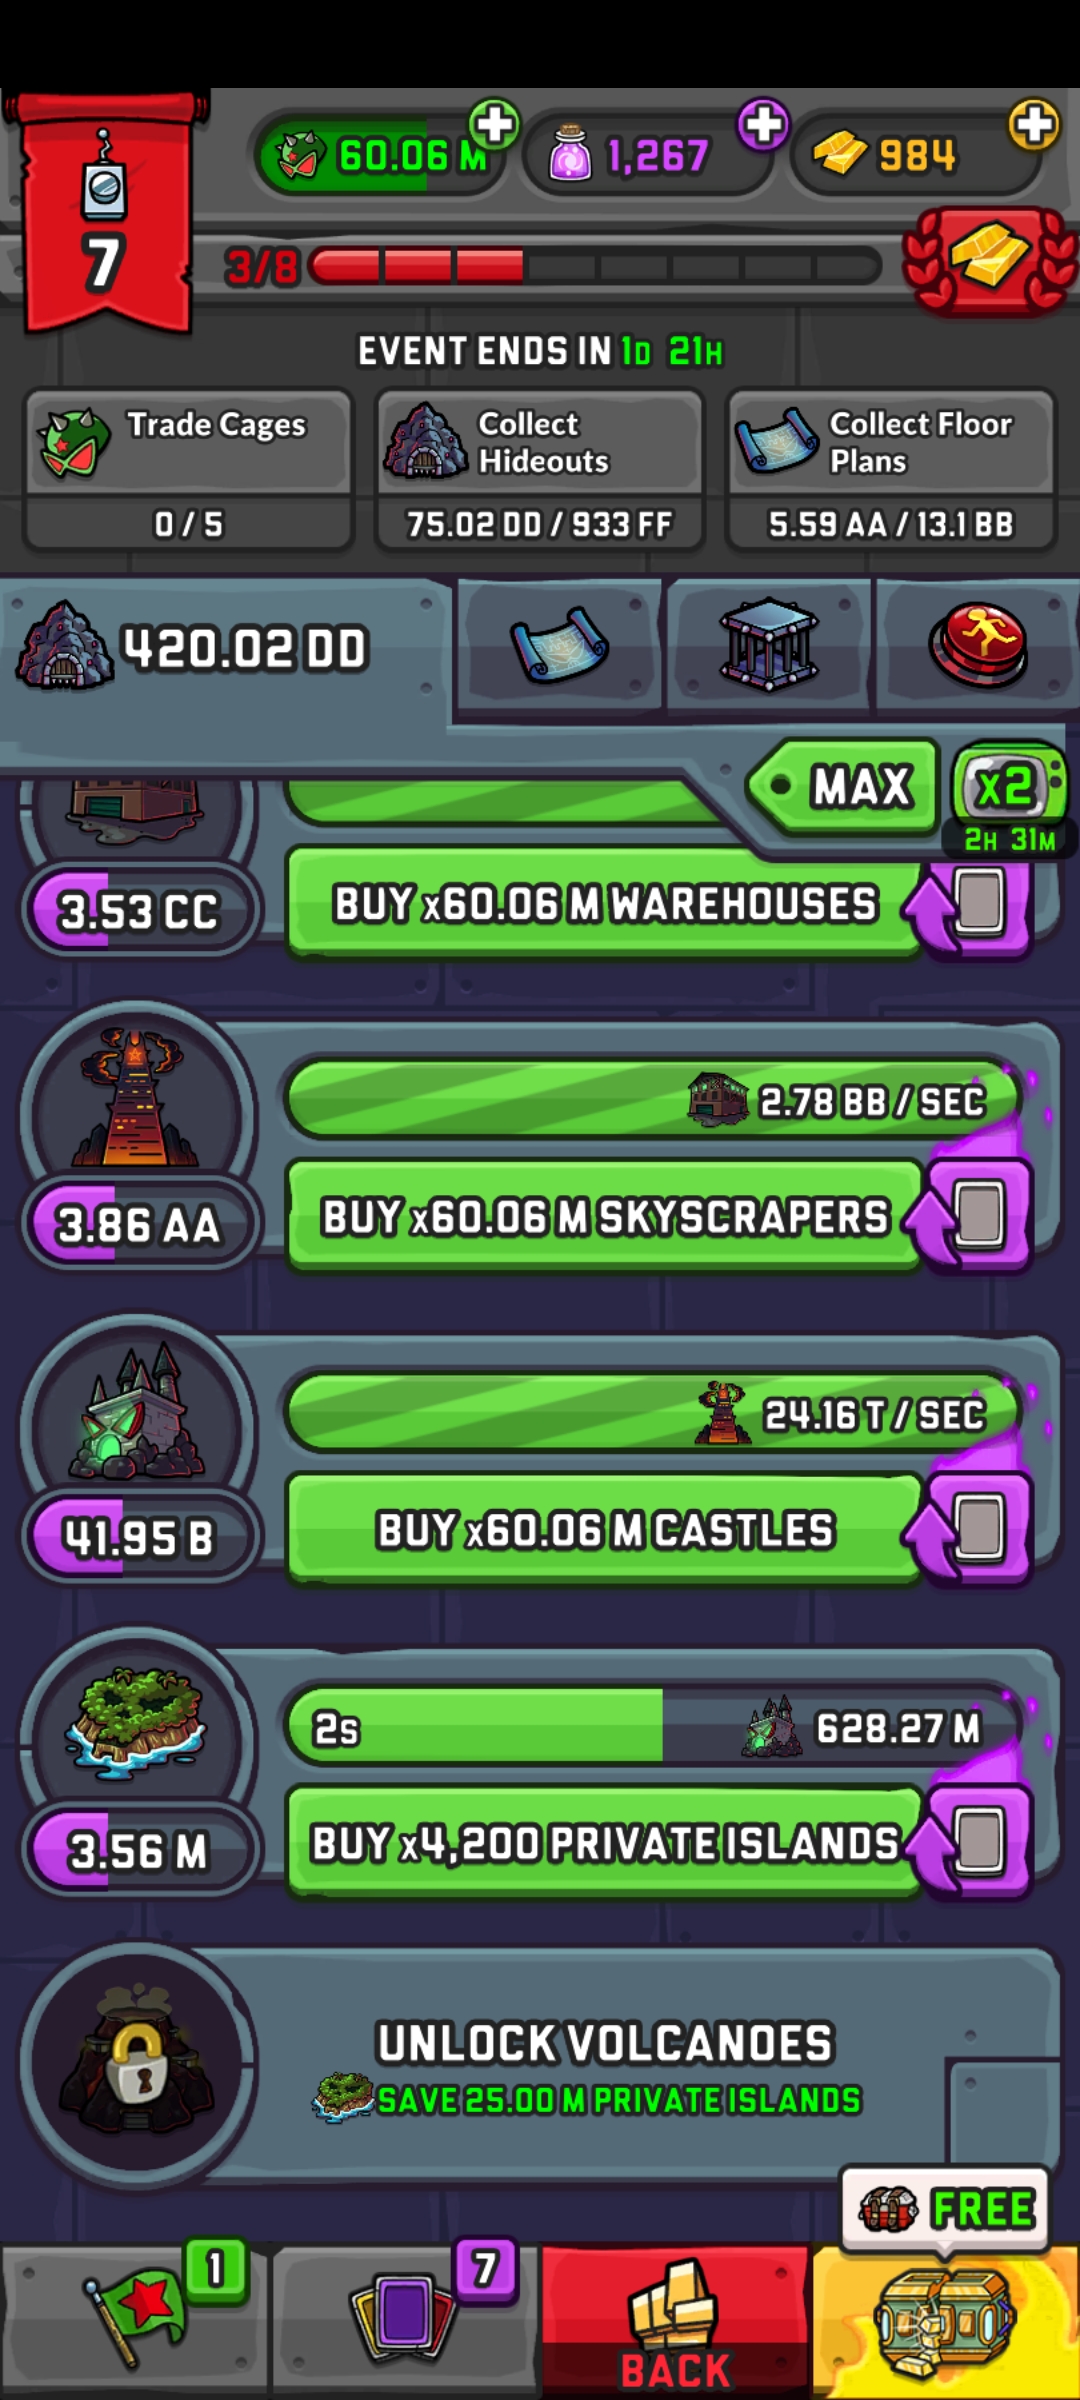 60.06 M
1,267
984
7
3/8
EVENT ENDS IN 1D 21H
Trade Cages
0 / 5
Collect
Hideouts
75.02 DD / 933 FF
Collect Floor
Plans
5.59 AA / 13.1 BB
420.02 DD
MAX
x2
2H 31M
3.53 CC
BUY x60.06 M WAREHOUSES
2.78 BB / SEC
3.86 AA
BUY x60.06 M SKYSCRAPERS
24.16 T / SEC
41.95 B
BUY x60.06 M CASTLES
2s
628.27 M
3.56 M
BUY x4,200 PRIVATE ISLANDS
UNLOCK VOLCANOES
SAVE 25.00 M PRIVATE ISLANDS
FREE
1
7
BACK